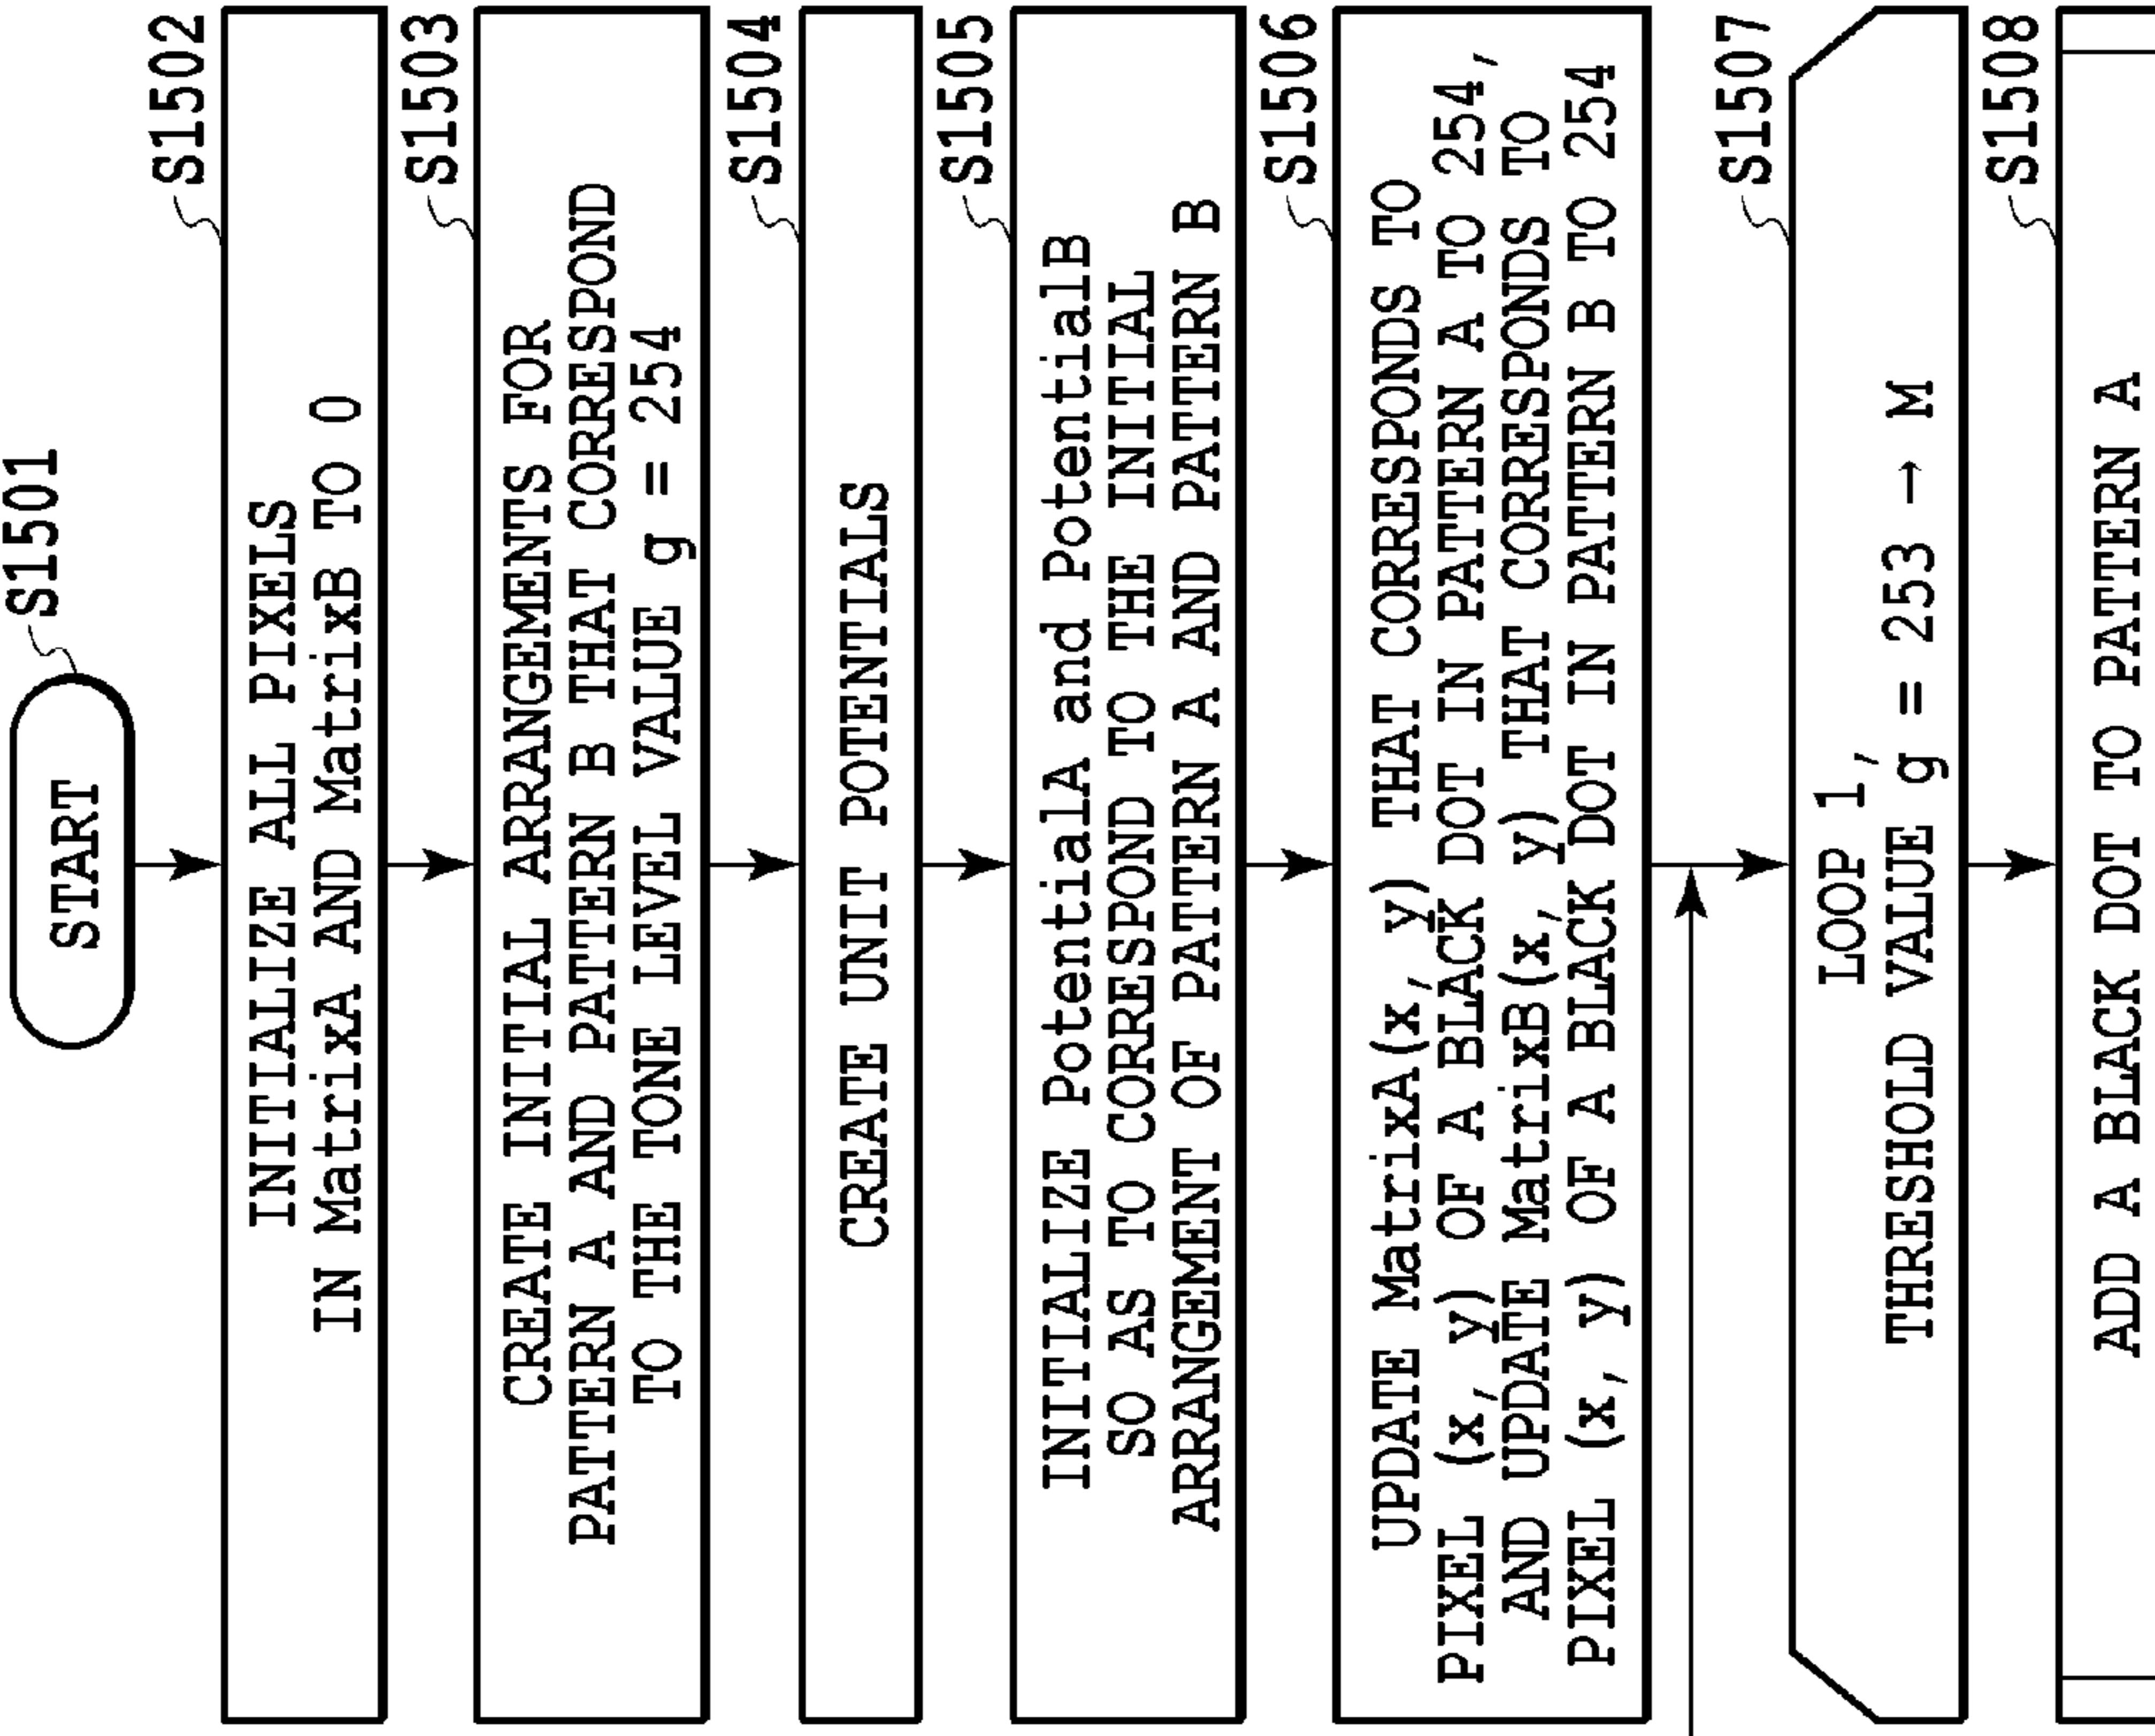 S1501
START
S1502
INITIALIZE ALL PIXELS
IN MatrixA AND MatrixB TO 0
S1503
CREATE INITIAL ARRANGEMENTS FOR
PATTERN A AND PATTERN B THAT CORRESPOND
TO THE TONE LEVEL VALUE g = 254
S1504
CREATE UNIT POTENTIALS
S1505
INITIALIZE PotentialA and PotentialB
SO AS TO CORRESPOND TO THE INITIAL
ARRANGEMENT OF PATTERN A AND PATTERN B
S1506
UPDATE MatrixA(x, y) THAT CORRESPONDS TO
PIXEL (x, y) OF A BLACK DOT IN PATTERN A TO 254,
AND UPDATE MatrixB(x, y) THAT CORRESPONDS TO
PIXEL (x, y) OF A BLACK DOT IN PATTERN B TO 254
S1507
LOOP 1,
THRESHOLD VALUE g = 253 → M
S1508
ADD A BLACK DOT TO PATTERN A